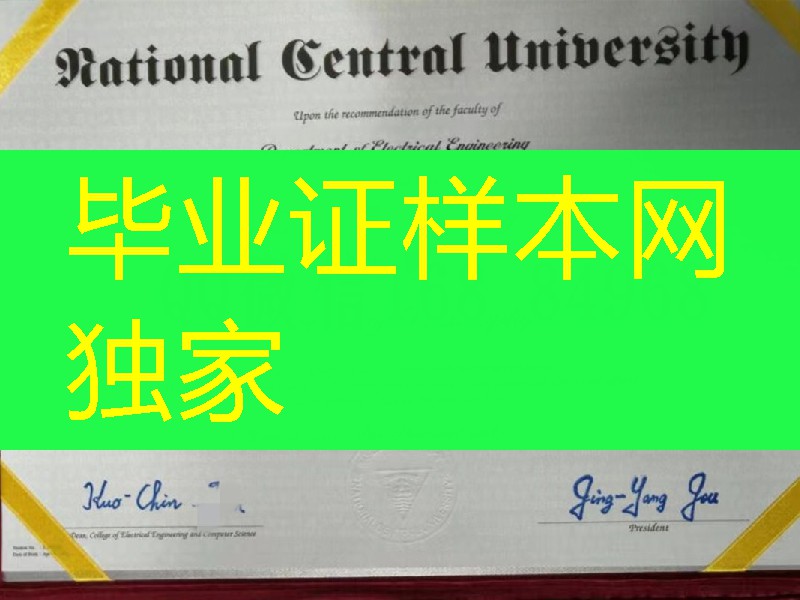 National Central University
Upon the recommendation of the faculty of
Department of Electrical Engineering
毕业证样本网
独家
Kuo-Chin
Jing-Yang Jou
Dean, College of Electrical Engineering and Computer Science
President